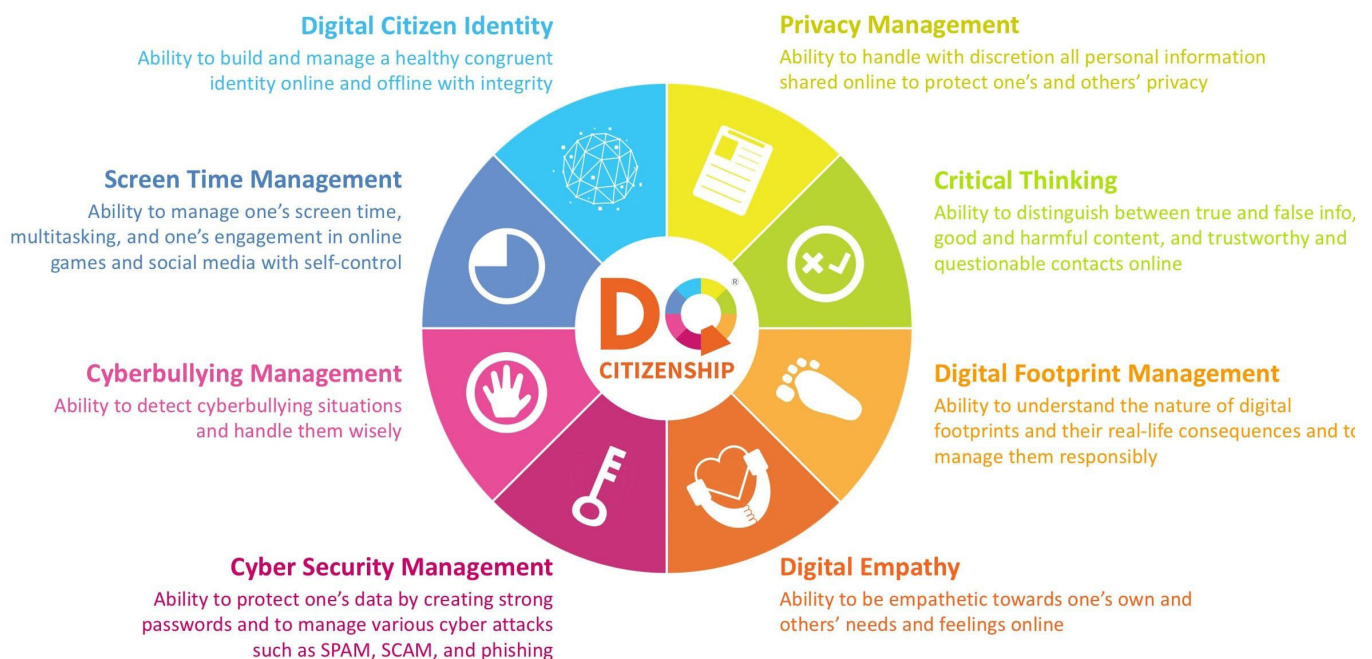 Digital Citizen Identity
Ability to build and manage a healthy congruent
identity online and offline with integrity
Privacy Management
Ability to handle with discretion all personal information
shared online to protect one's and others' privacy
Screen Time Management
Ability to manage one's screen time,
multitasking, and one's engagement in online
games and social media with self-control
Critical Thinking
Ability to distinguish between true and false info,
good and harmful content, and trustworthy and
questionable contacts online
DQ®
CITIZENSHIP
Cyberbullying Management
Ability to detect cyberbullying situations
and handle them wisely
Digital Footprint Management
Ability to understand the nature of digital
footprints and their real-life consequences and to
manage them responsibly
Cyber Security Management
Ability to protect one's data by creating strong
passwords and to manage various cyber attacks
such as SPAM, SCAM, and phishing
Digital Empathy
Ability to be empathetic towards one's own and
others' needs and feelings online